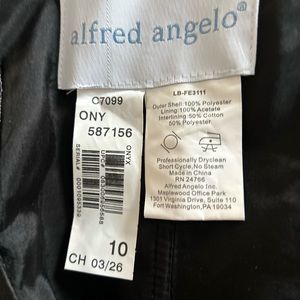 alfred angelo®
C7099
ONY
587156
ONYX
UPC#
SERIAL#
10
CH 03/26
LB-FE3111
Outer Shell: 100% Polyester
Lining: 100% Acetate
Interlining: 50% Cotton
50% Polyester
Professionally Dryclean
Short Cycle, No Steam
Made in China
RN 24766
Alfred Angelo Inc.
Maplewood Office Park
1301 Virginia Drive, Suite 110
Fort Washington, PA 19034